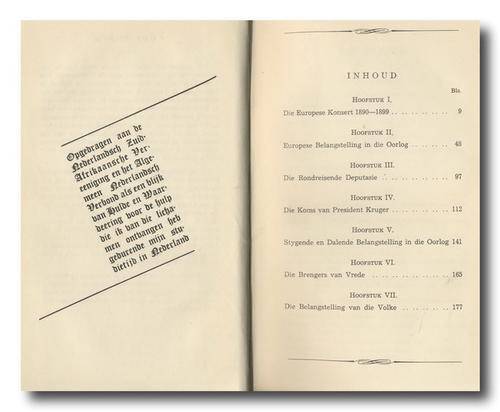 Opgedragen aan de
Nederlandsch Zuid-
Afrikaansche Ver-
eeniging en het Alge-
meen Nederlandsch
Verbond als een blijk
van Hulde en Waar-
deering voor de hulp
die ik van die licha-
men ontvangen heb
gedurende mijn stu-
dietijd in Nederland
INHOUD
Bls.
HOOFSTUK I,
Die Europese Konsert 1890—1899 .......... 9
HOOFSTUK II,
Europese Belangstelling in die Oorlog ...... 48
HOOFSTUK III.
Die Rondreisende Deputasie .......... 97
HOOFSTUK IV.
Die Koms van President Kruger ........ 112
HOOFSTUK V.
Stygende en Dalende Belangstelling in die Oorlog 141
HOOFSTUK VI.
Die Brengers van Vrede ............ 165
HOOFSTUK VII.
Die Belangstelling van die Volke ........ 177